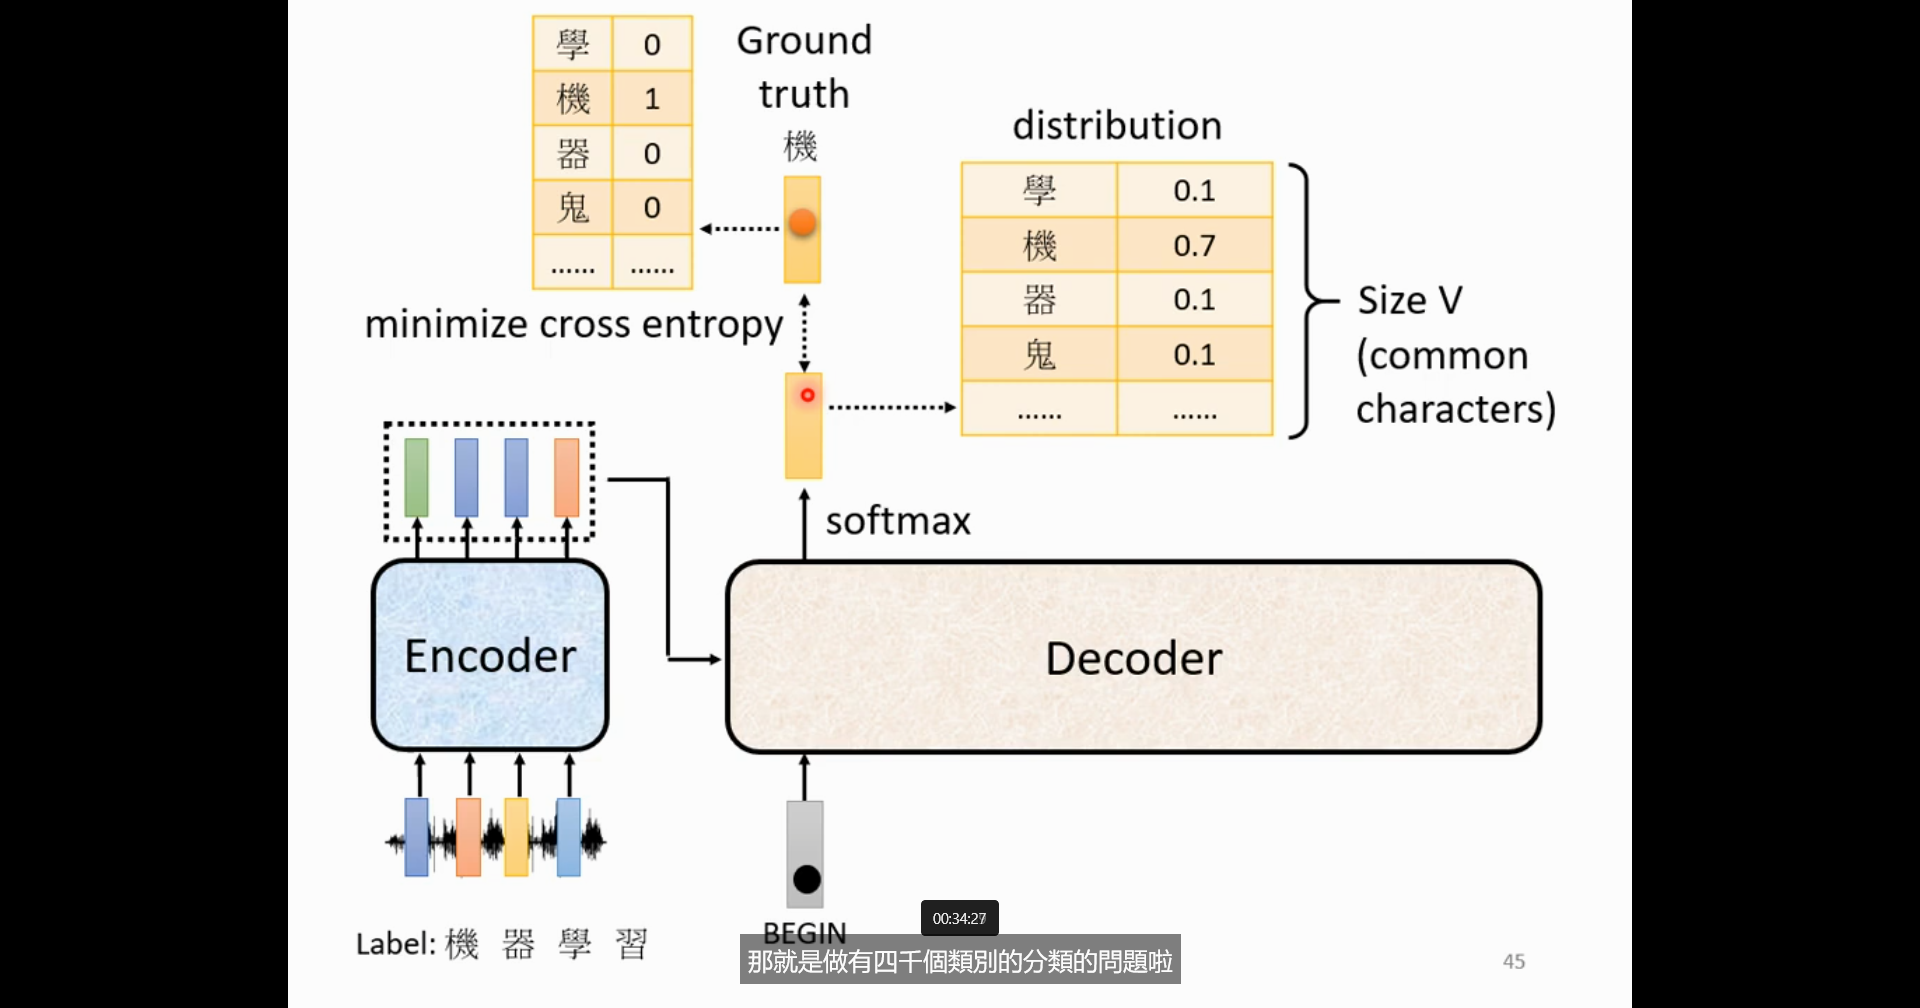 學 0
機 1
器 0
鬼 0
…… ……
Ground
truth
機
distribution
學 0.1
機 0.7
器 0.1
鬼 0.1
…… ……
Size V
(common
characters)
minimize cross entropy
softmax
Encoder
Decoder
BEGIN
Label: 機 器 學 習
00:34:27
那就是做有四千個類別的分類的問題啦
45